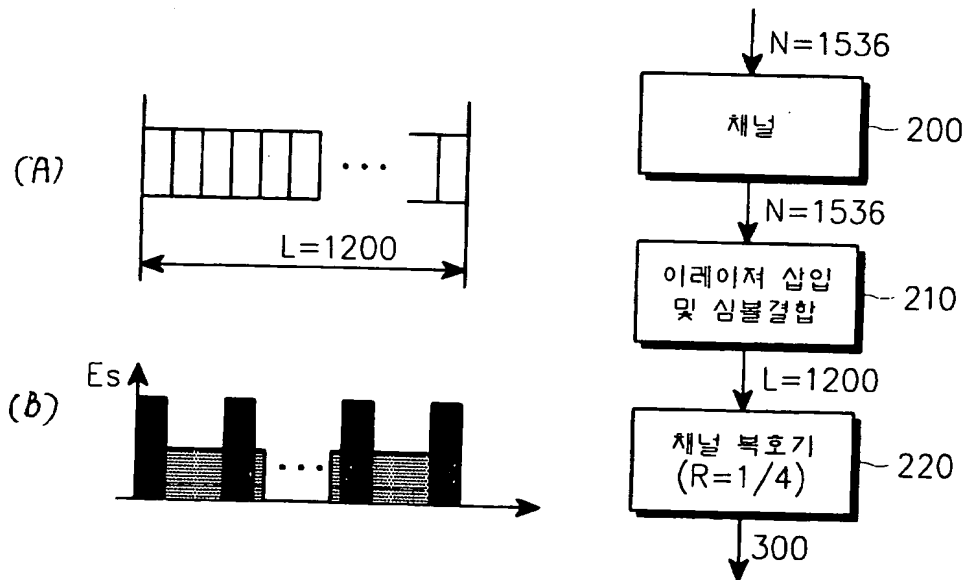 (A)
L=1200
(B)
Es
N=1536
채널
200
N=1536
이레이져 삽입
및 심볼결합
210
L=1200
채널 복호기
(R=1/4)
220
300